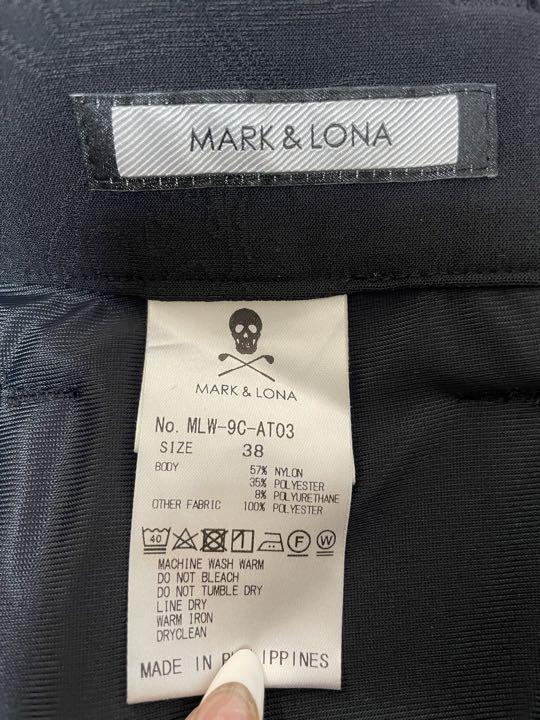 MARK & LONA
MARK & LONA
No. MLW-9C-AT03
SIZE 38
BODY 57% NYLON
35% POLYESTER
8% POLYURETHANE
OTHER FABRIC 100% POLYESTER
40 F W
MACHINE WASH WARM
DO NOT BLEACH
DO NOT TUMBLE DRY
LINE DRY
WARM IRON
DRYCLEAN
MADE IN P IPPINES